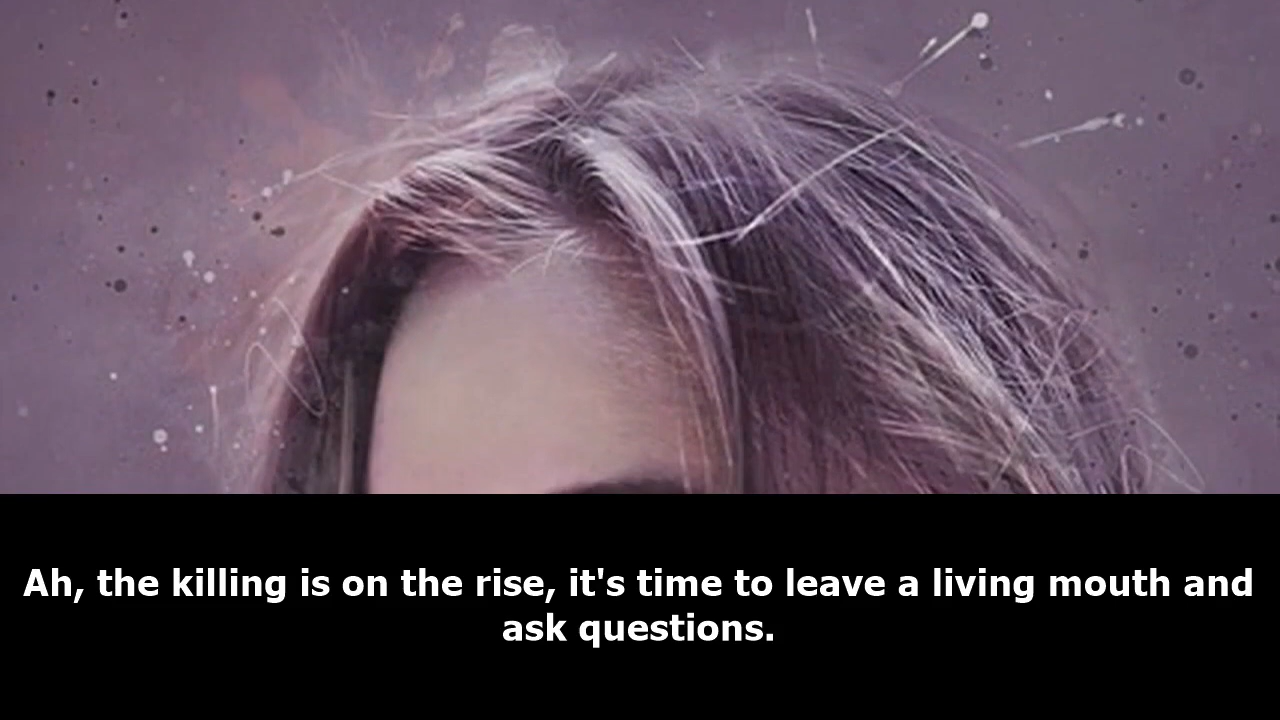 Ah, the killing is on the rise, it's time to leave a living mouth and
ask questions.